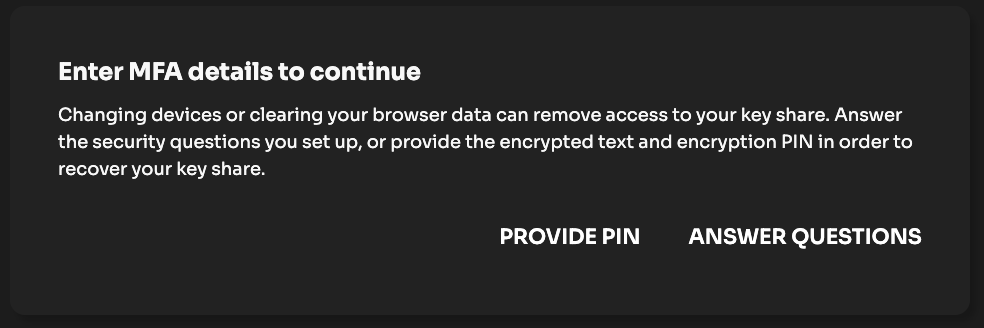 Enter MFA details to continue
Changing devices or clearing your browser data can remove access to your key share. Answer
the security questions you set up, or provide the encrypted text and encryption PIN in order to
recover your key share.
PROVIDE PIN ANSWER QUESTIONS